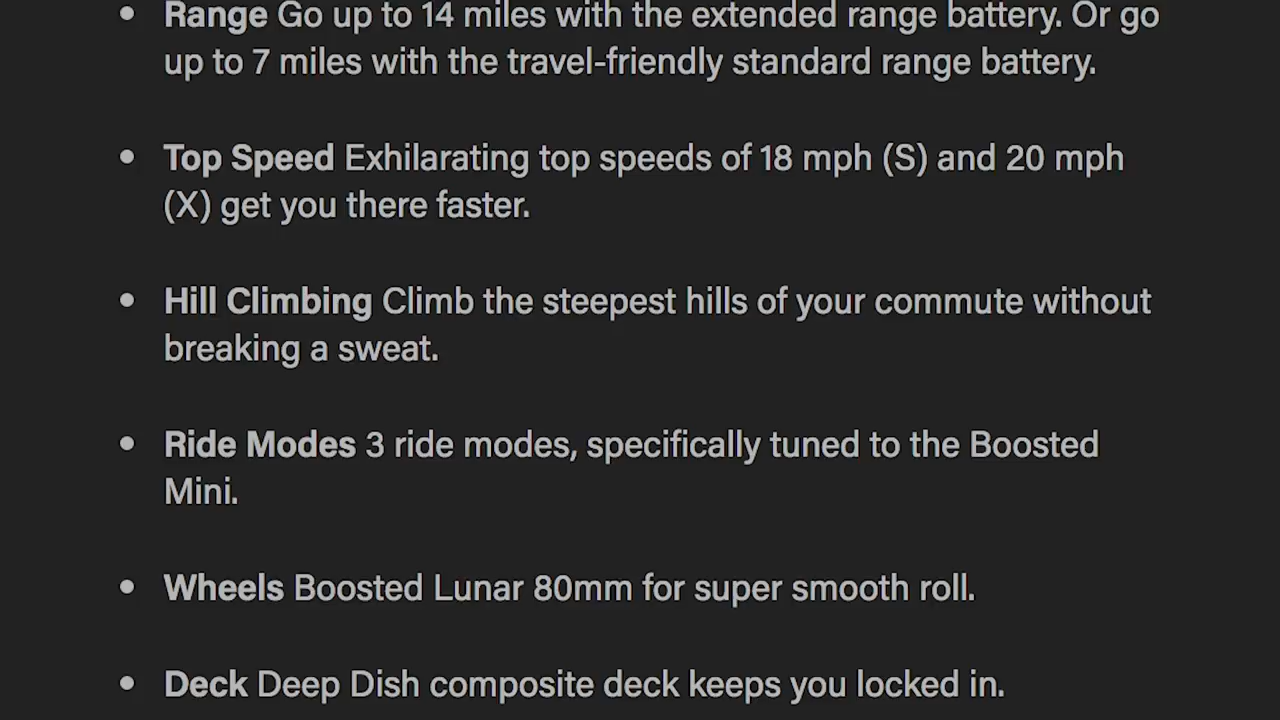 • Range Go up to 14 miles with the extended range battery. Or go
up to 7 miles with the travel-friendly standard range battery.
• Top Speed Exhilarating top speeds of 18 mph (S) and 20 mph
(X) get you there faster.
• Hill Climbing Climb the steepest hills of your commute without
breaking a sweat.
• Ride Modes 3 ride modes, specifically tuned to the Boosted
Mini.
• Wheels Boosted Lunar 80mm for super smooth roll.
• Deck Deep Dish composite deck keeps you locked in.